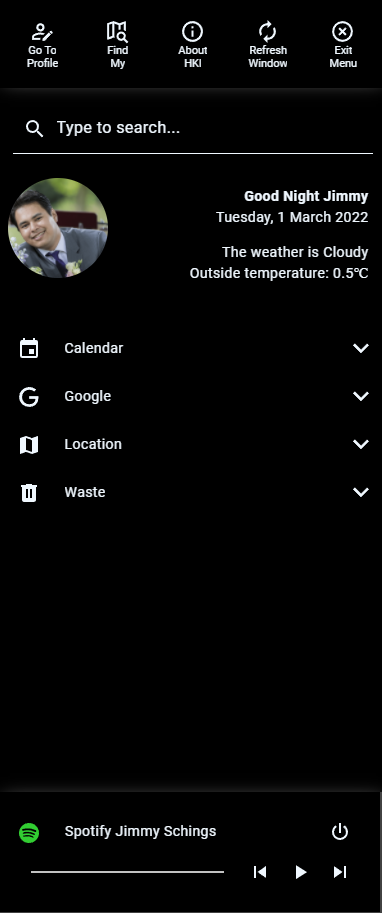 Go To
Profile
Find
My
About
HKI
Refresh
Window
Exit
Menu
Type to search...
Good Night Jimmy
Tuesday, 1 March 2022
The weather is Cloudy
Outside temperature: 0.5°C
Calendar
Google
Location
Waste
Spotify Jimmy Schings